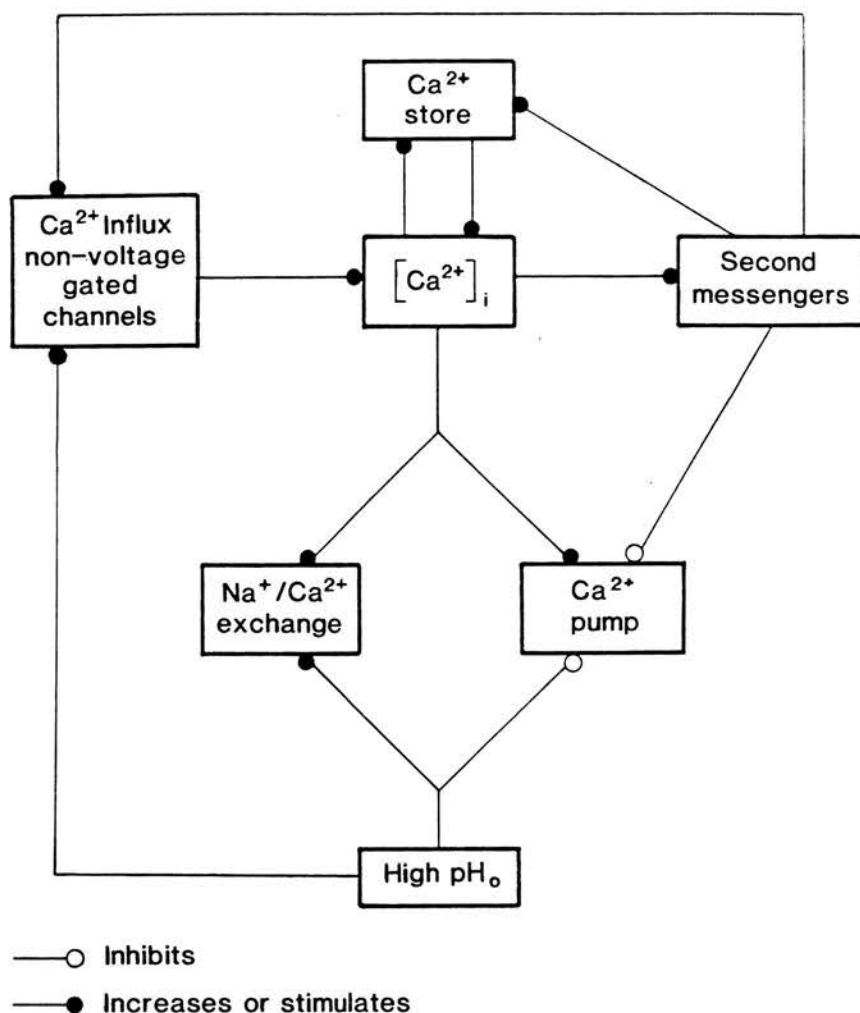 Ca²⁺
store
Ca²⁺ Influx
non-voltage
gated
channels
[Ca²⁺]ᵢ
Second
messengers
Na⁺/Ca²⁺
exchange
Ca²⁺
pump
High pHₒ
Inhibits
Increases or stimulates